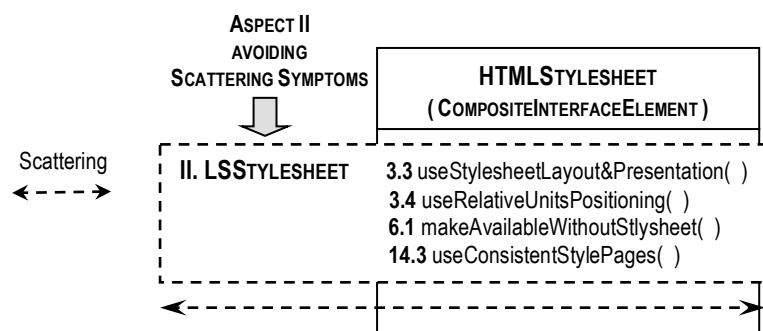 ASPECT II
AVOIDING
SCATTERING SYMPTOMS
HTMLSTYLESHEET
( COMPOSITEINTERFACEELEMENT )
Scattering
II. LSSTYLESHEET
3.3 useStylesheetLayout&Presentation( )
3.4 useRelativeUnitsPositioning( )
6.1 makeAvailableWithoutStlysheet( )
14.3 useConsistentStylePages( )